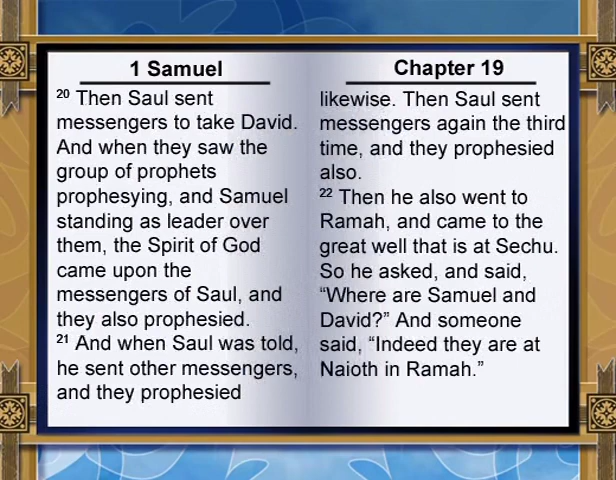 1 Samuel
²⁰ Then Saul sent
messengers to take David.
And when they saw the
group of prophets
prophesying, and Samuel
standing as leader over
them, the Spirit of God
came upon the
messengers of Saul, and
they also prophesied.
²¹ And when Saul was told,
he sent other messengers,
and they prophesied
Chapter 19
likewise. Then Saul sent
messengers again the third
time, and they prophesied
also.
²² Then he also went to
Ramah, and came to the
great well that is at Sechu.
So he asked, and said,
“Where are Samuel and
David?” And someone
said, “Indeed they are at
Naioth in Ramah.”